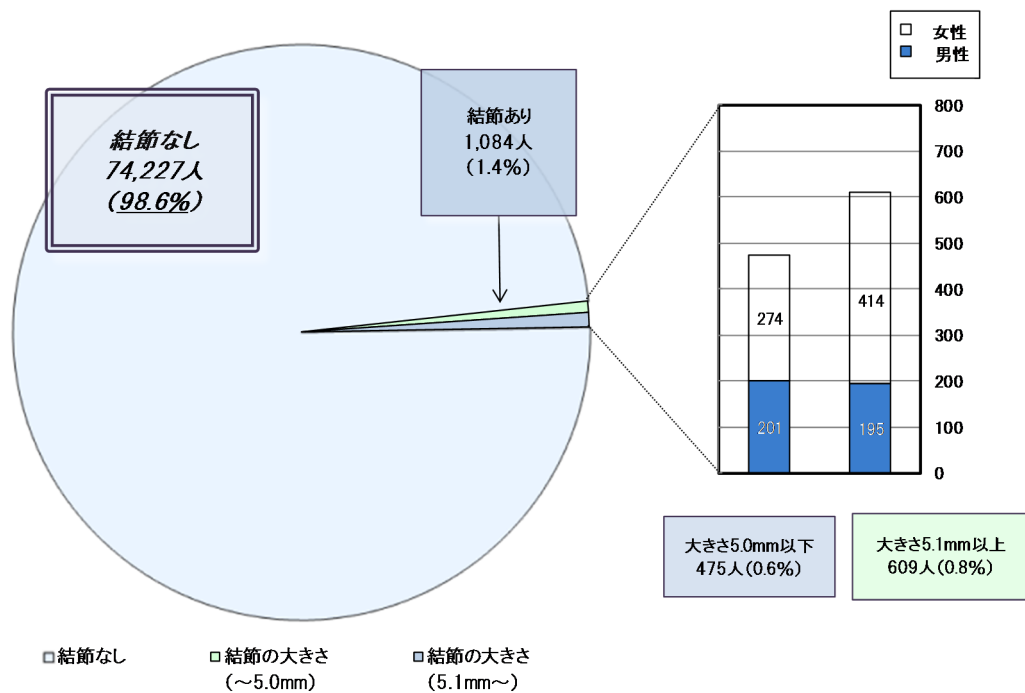 女性
男性
結節なし
74,227人
(98.6%)
結節あり
1,084人
(1.4%)
800
700
600
500
400
300
200
100
0
274
414
201
195
大きさ5.0mm以下
475人(0.6%)
大きさ5.1mm以上
609人(0.8%)
結節なし
結節の大きさ
(～5.0mm)
結節の大きさ
(5.1mm～)